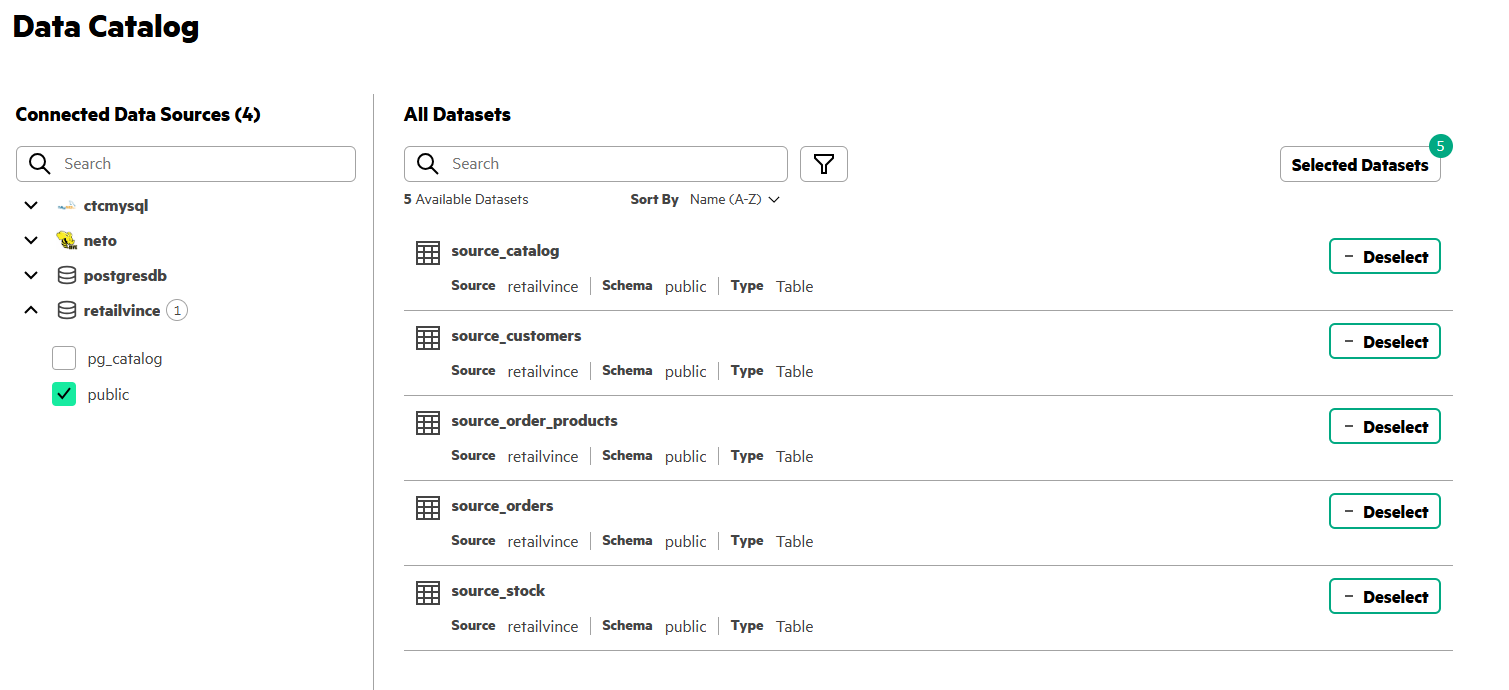 Data Catalog
Connected Data Sources (4)
Search
ctcmysql
neto
postgresdb
retailvince 1
pg_catalog
public
All Datasets
Search
Selected Datasets 5
5 Available Datasets
Sort By Name (A-Z)
source_catalog
Source retailvince Schema public Type Table
- Deselect
source_customers
Source retailvince Schema public Type Table
- Deselect
source_order_products
Source retailvince Schema public Type Table
- Deselect
source_orders
Source retailvince Schema public Type Table
- Deselect
source_stock
Source retailvince Schema public Type Table
- Deselect